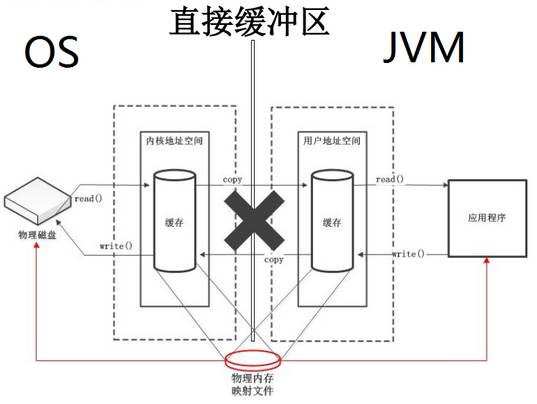 直接缓冲区
OS
JVM
内核地址空间
用户地址空间
copy
read()
read()
缓存
缓存
应用程序
物理磁盘
write()
write()
copy
物理内存
映射文件